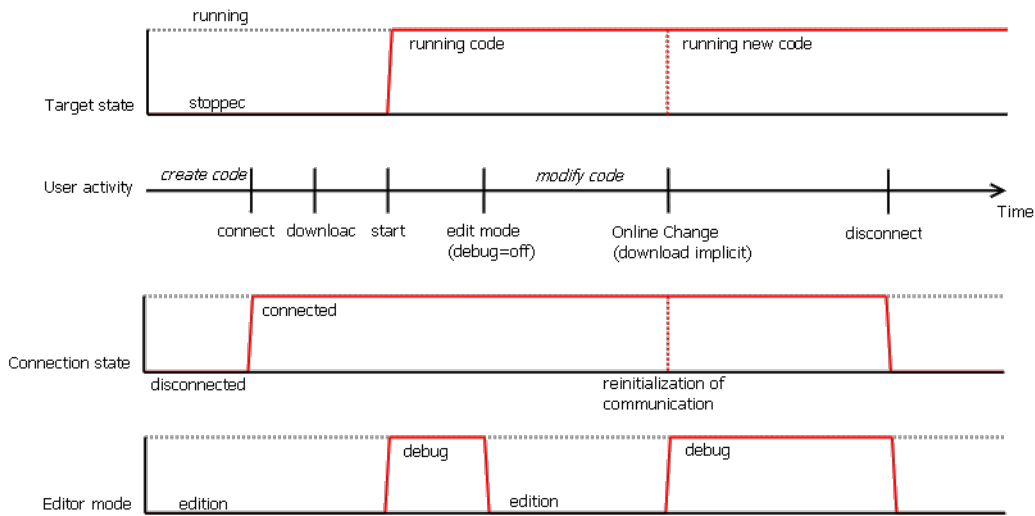 running
running code
running new code
Target state
stoppec
create code
modify code
User activity
Time
connect
downloac
start
edit mode
(debug=off)
Online Change
(download implicit)
disconnect
connected
Connection state
disconnected
reinitialization of
communication
debug
debug
Editor mode
edition
edition